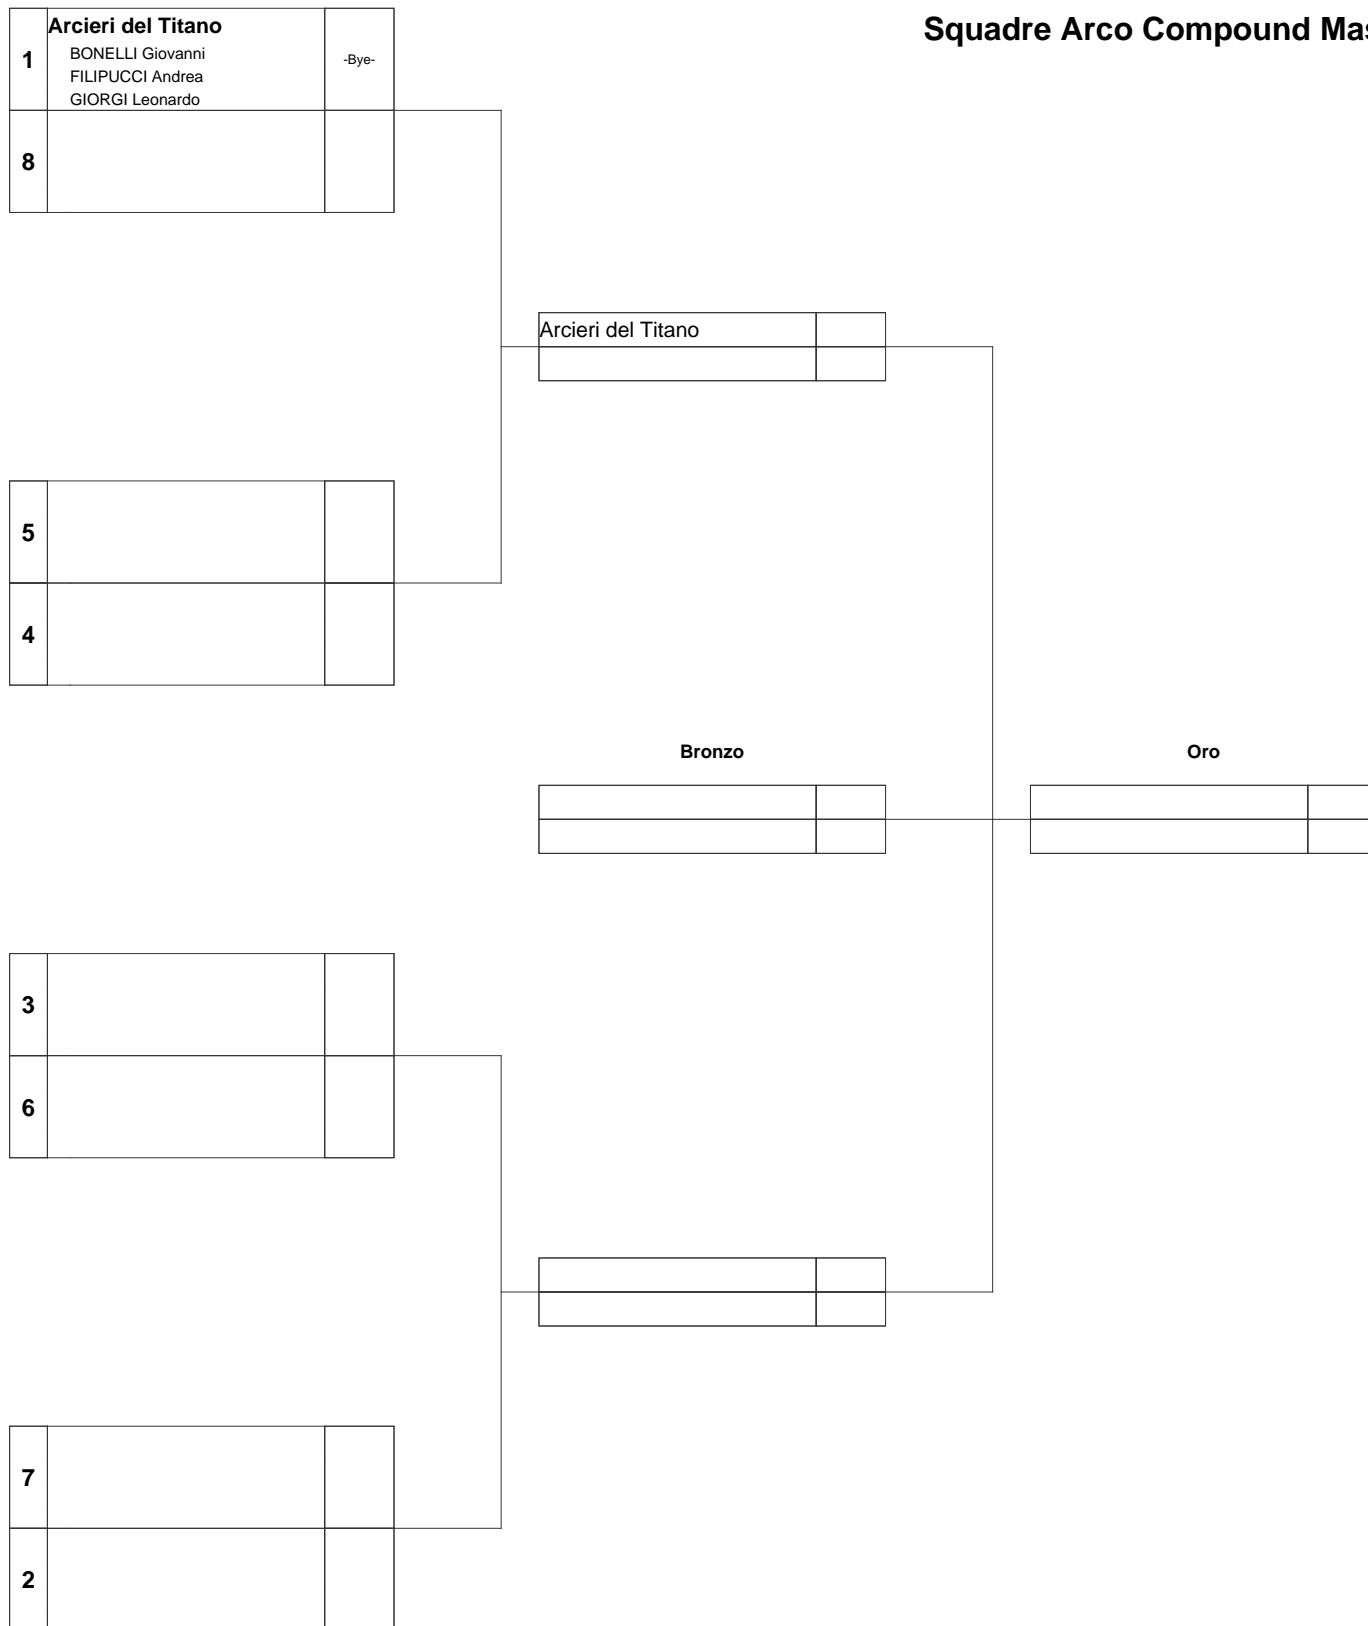 Squadre Arco Compound Mas
1
Arcieri del Titano
BONELLI Giovanni
FILIPUCCI Andrea
GIORGI Leonardo
-Bye-
8
Arcieri del Titano
5
4
Bronzo
Oro
3
6
7
2